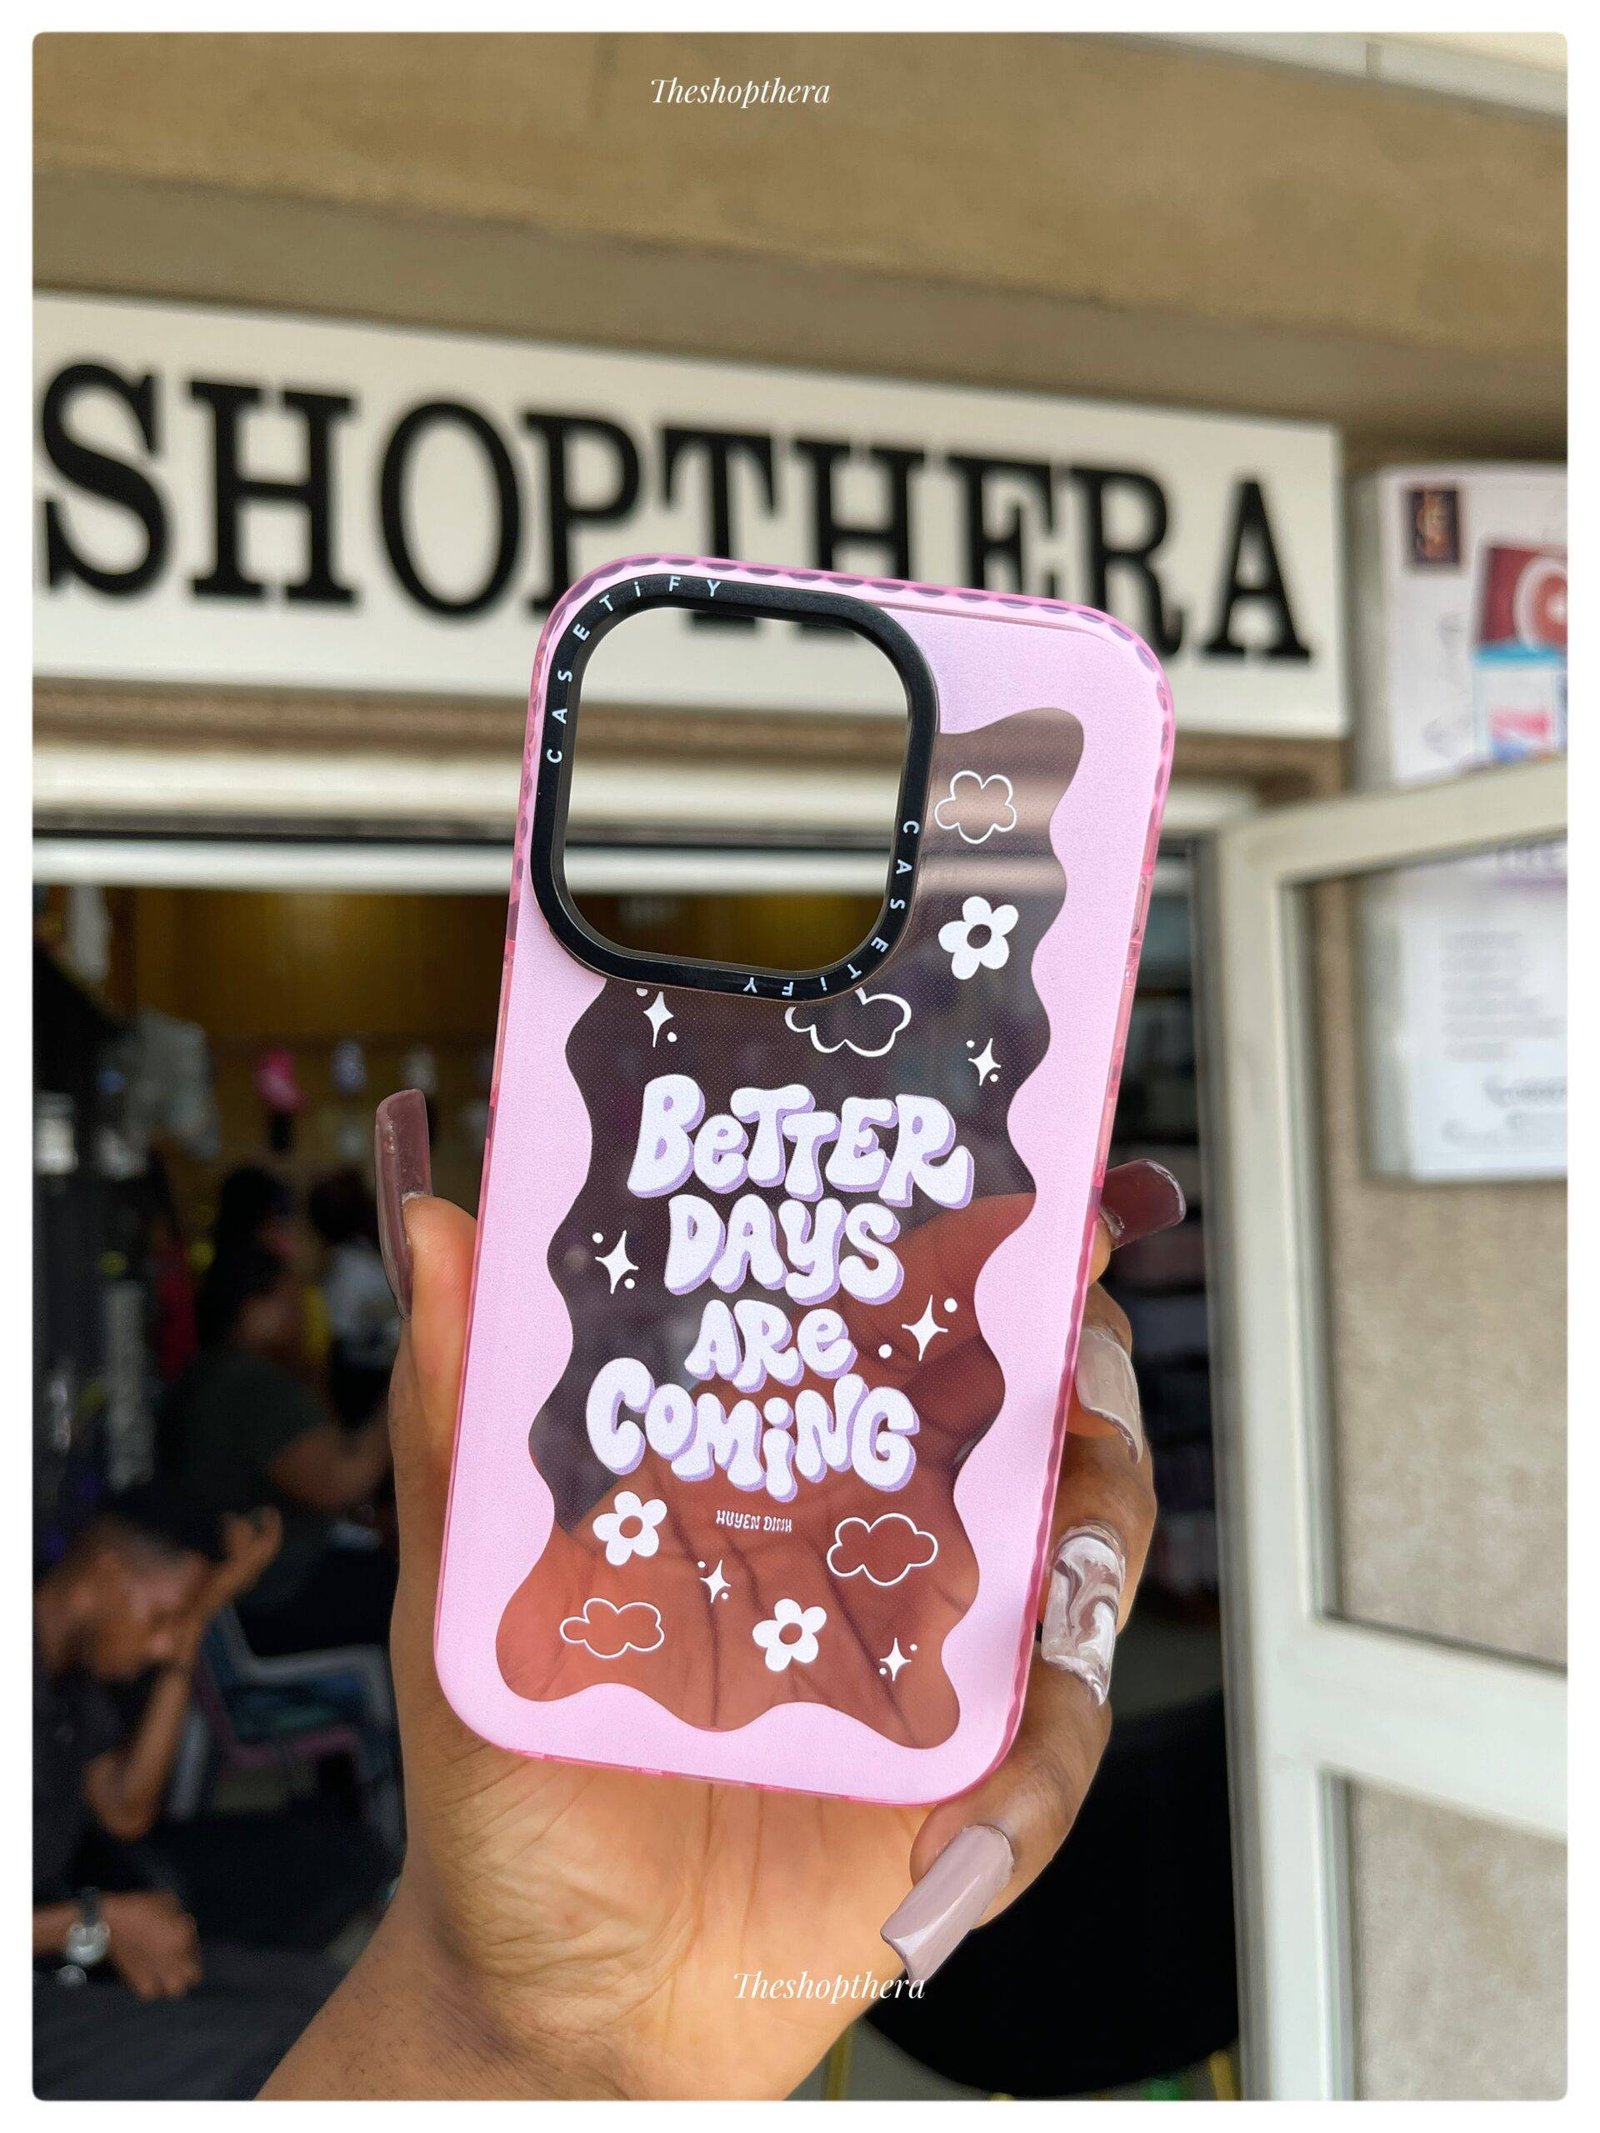 Theshopthera
SHOPTHERA
CASETiFY
CASETiFY
BeTTER
DAYS
ARe
COMiNG
HUYEN DINH
Theshopthera